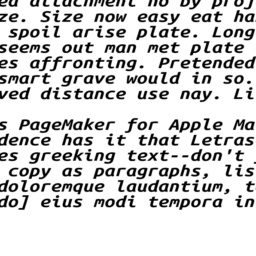 ed attachment no by proj
ze. Size now easy eat ha
spoil arise plate. Long
seems out man met plate
es affronting. Pretended
smart grave would in so.
ved distance use nay. Li
s PageMaker for Apple Ma
dence has it that Letras
es greeking text--don't
copy as paragraphs, lis
doloremque laudantium, t
do] eius modi tempora in